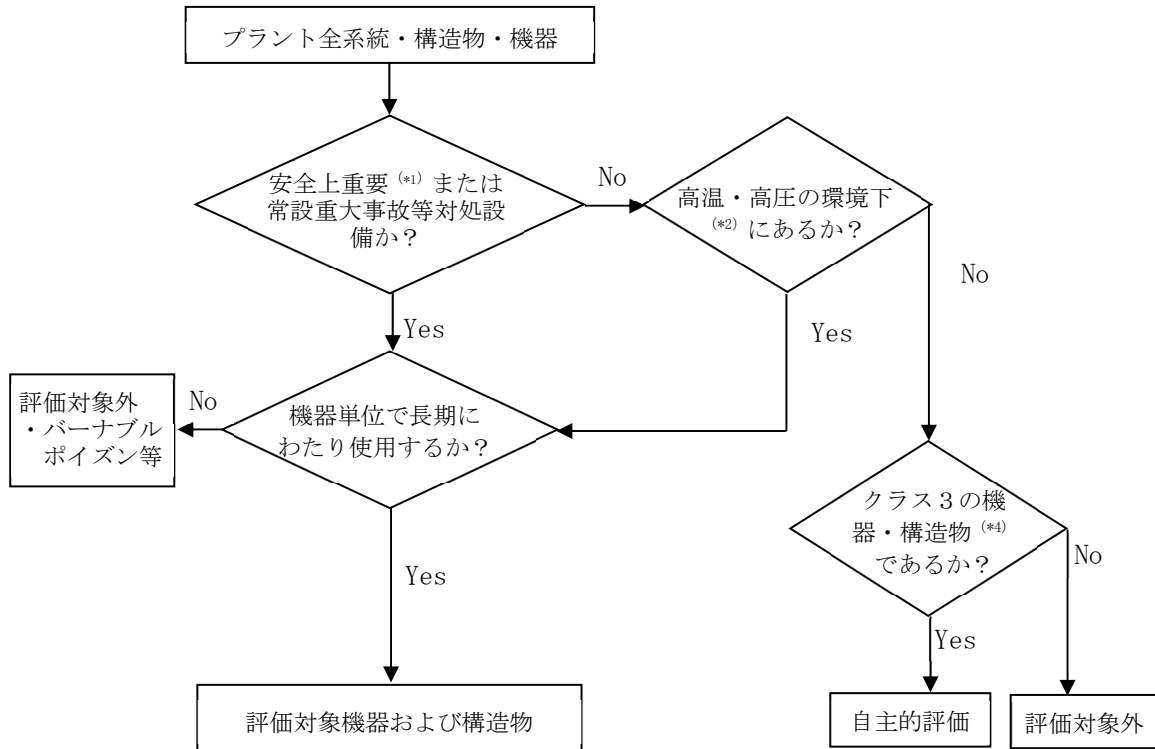 プラント全系統・構造物・機器
安全上重要(*1)または
常設重大事故等対処設
備か？
No
高温・高圧の環境下
(*2)にあるか？
No
Yes
Yes
評価対象外
・バーナブル
ポイズン等
No
機器単位で長期に
わたり使用するか？
クラス３の機
器・構造物(*4)
であるか？
No
Yes
Yes
評価対象機器および構造物
自主的評価
評価対象外